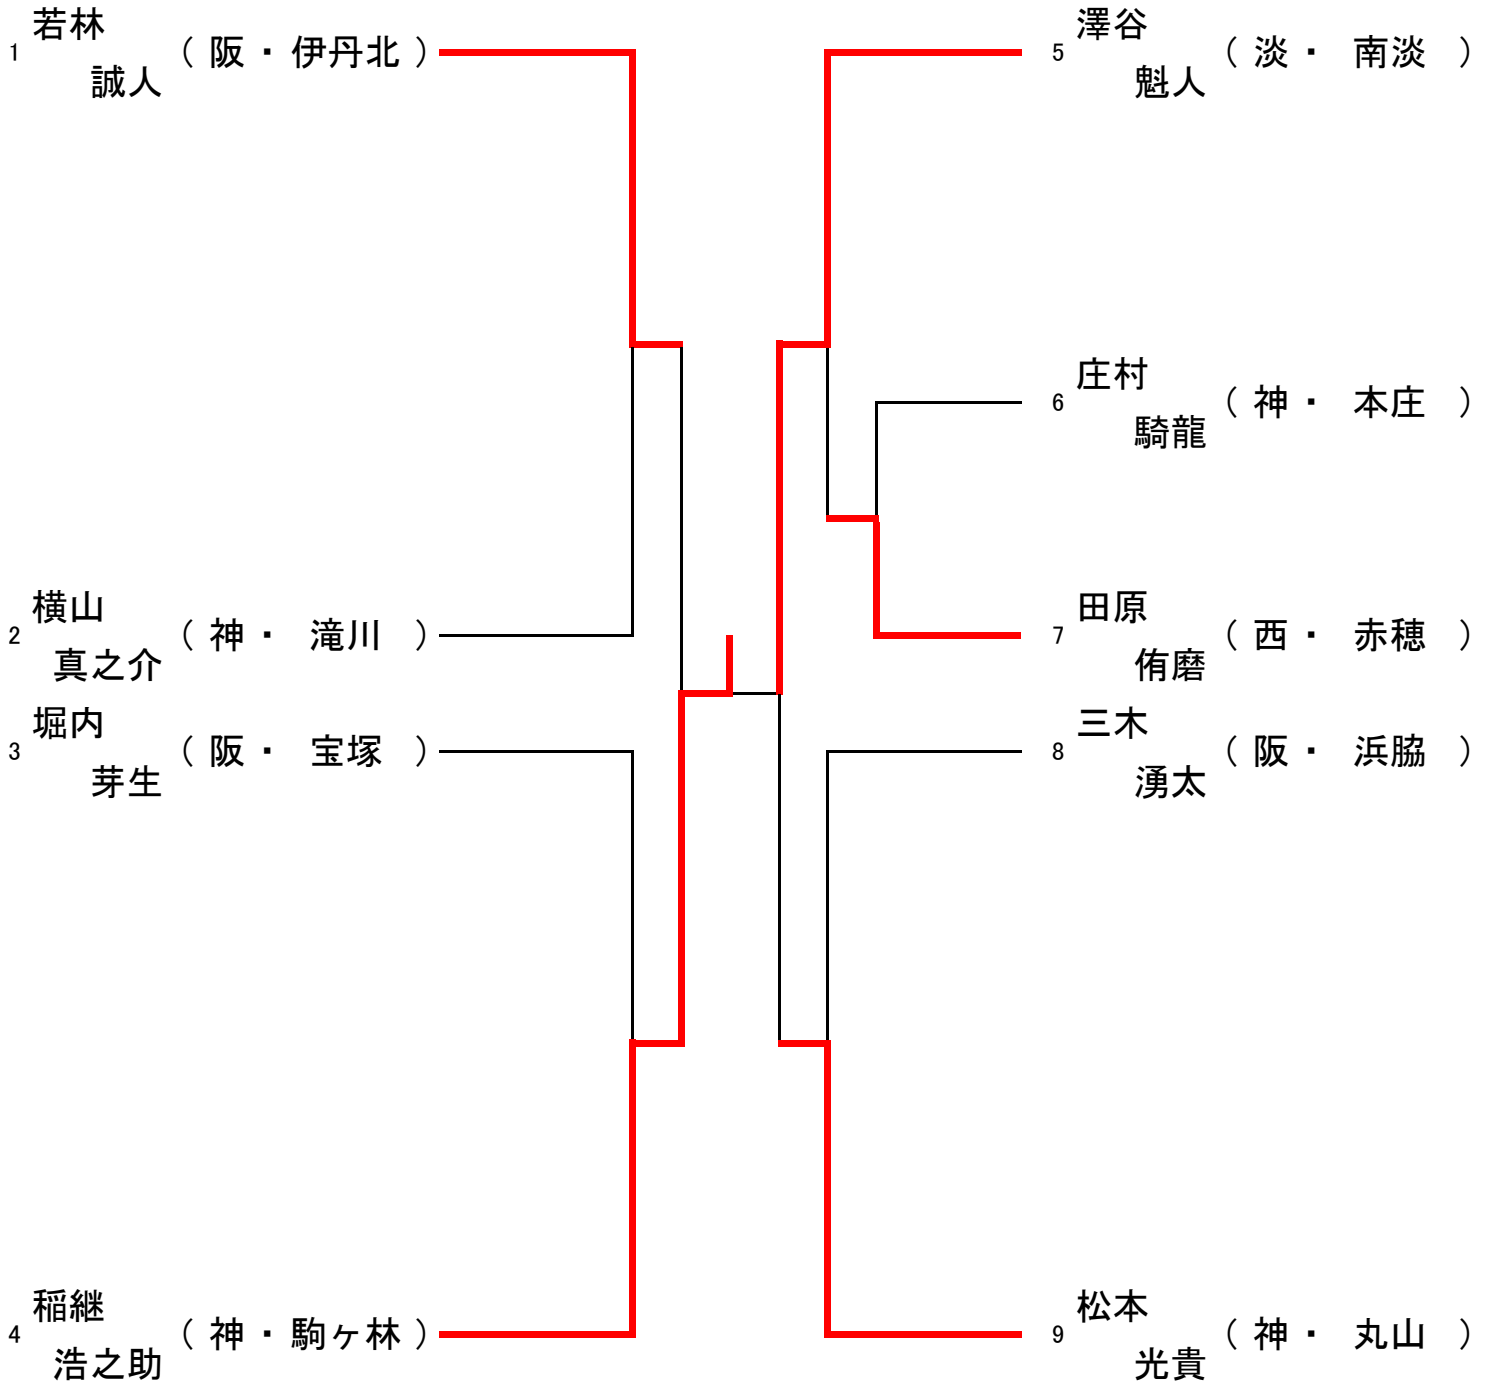 1 若林 誠人 （ 阪 ・ 伊丹北 ）
2 横山 真之介 （ 神 ・ 滝川 ）
3 堀内 芽生 （ 阪 ・ 宝塚 ）
4 稲継 浩之助 （ 神 ・ 駒ヶ林 ）
5 澤谷 魁人 （ 淡 ・ 南淡 ）
6 庄村 騎龍 （ 神 ・ 本庄 ）
7 田原 侑磨 （ 西 ・ 赤穂 ）
8 三木 湧太 （ 阪 ・ 浜脇 ）
9 松本 光貴 （ 神 ・ 丸山 ）